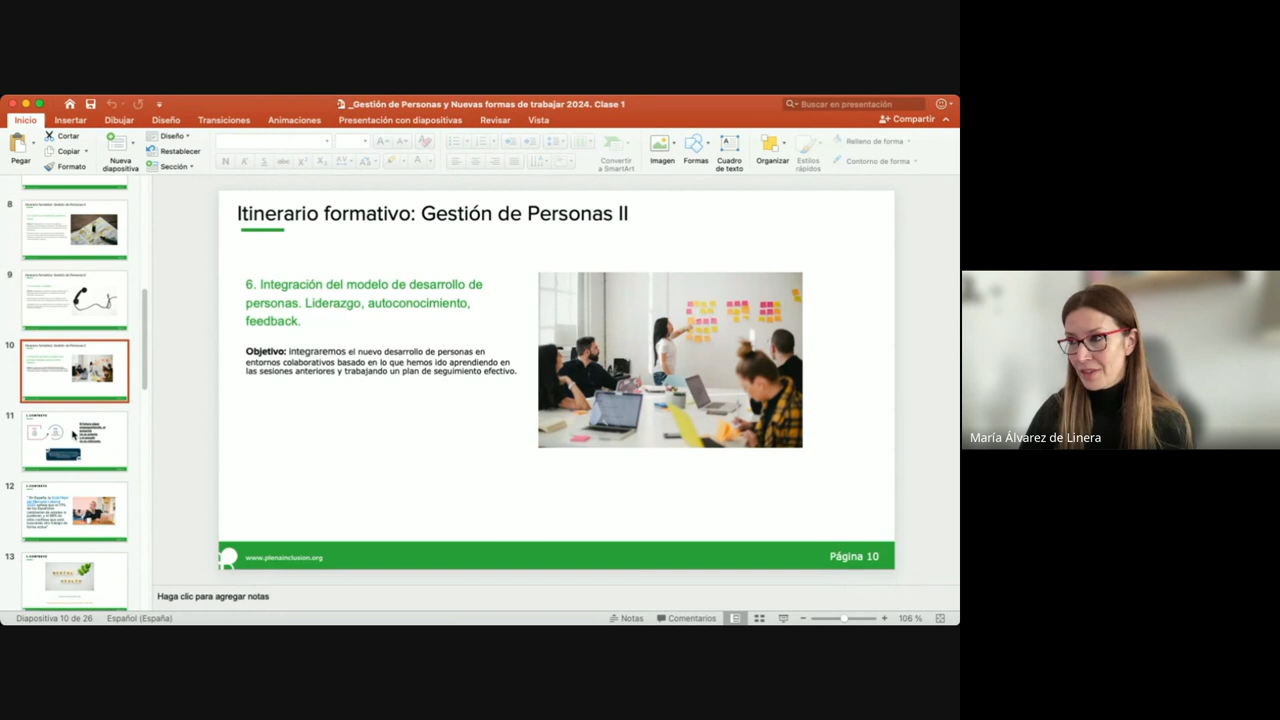 _Gestión de Personas y Nuevas formas de trabajar 2024. Clase 1
Buscar en presentación
Inicio Insertar Dibujar Diseño Transiciones Animaciones Presentación con diapositivas Revisar Vista
Compartir
Pegar
Cortar
Copiar
Formato
Nueva
diapositiva
Diseño
Restablecer
Sección
Convertir
a SmartArt
Imagen
Formas
Cuadro
de texto
Organizar
Estilos
rápidos
Relleno de forma
Contorno de forma
8
9
10
11
12
13
Itinerario formativo: Gestión de Personas II
6. Integración del modelo de desarrollo de
personas. Liderazgo, autoconocimiento,
feedback.
Objetivo: integraremos el nuevo desarrollo de personas en
entornos colaborativos basado en lo que hemos ido aprendiendo en
las sesiones anteriores y trabajando un plan de seguimiento efectivo.
www.plenainclusion.org
Página 10
Haga clic para agregar notas
Diapositiva 10 de 26 Español (España)
Notas Comentarios 106 %
María Álvarez de Linera